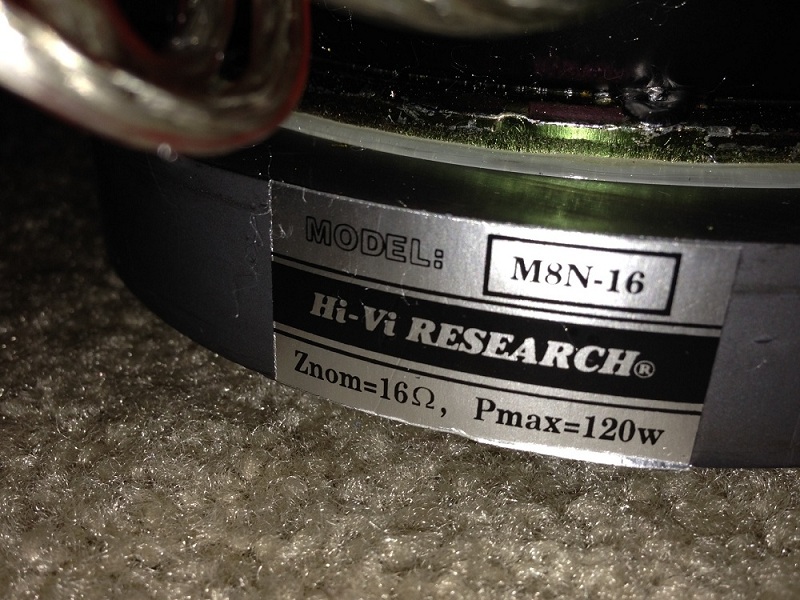 MODEL: M8N-16
Hi-Vi RESEARCH®
Znom=16Ω, Pmax=120w